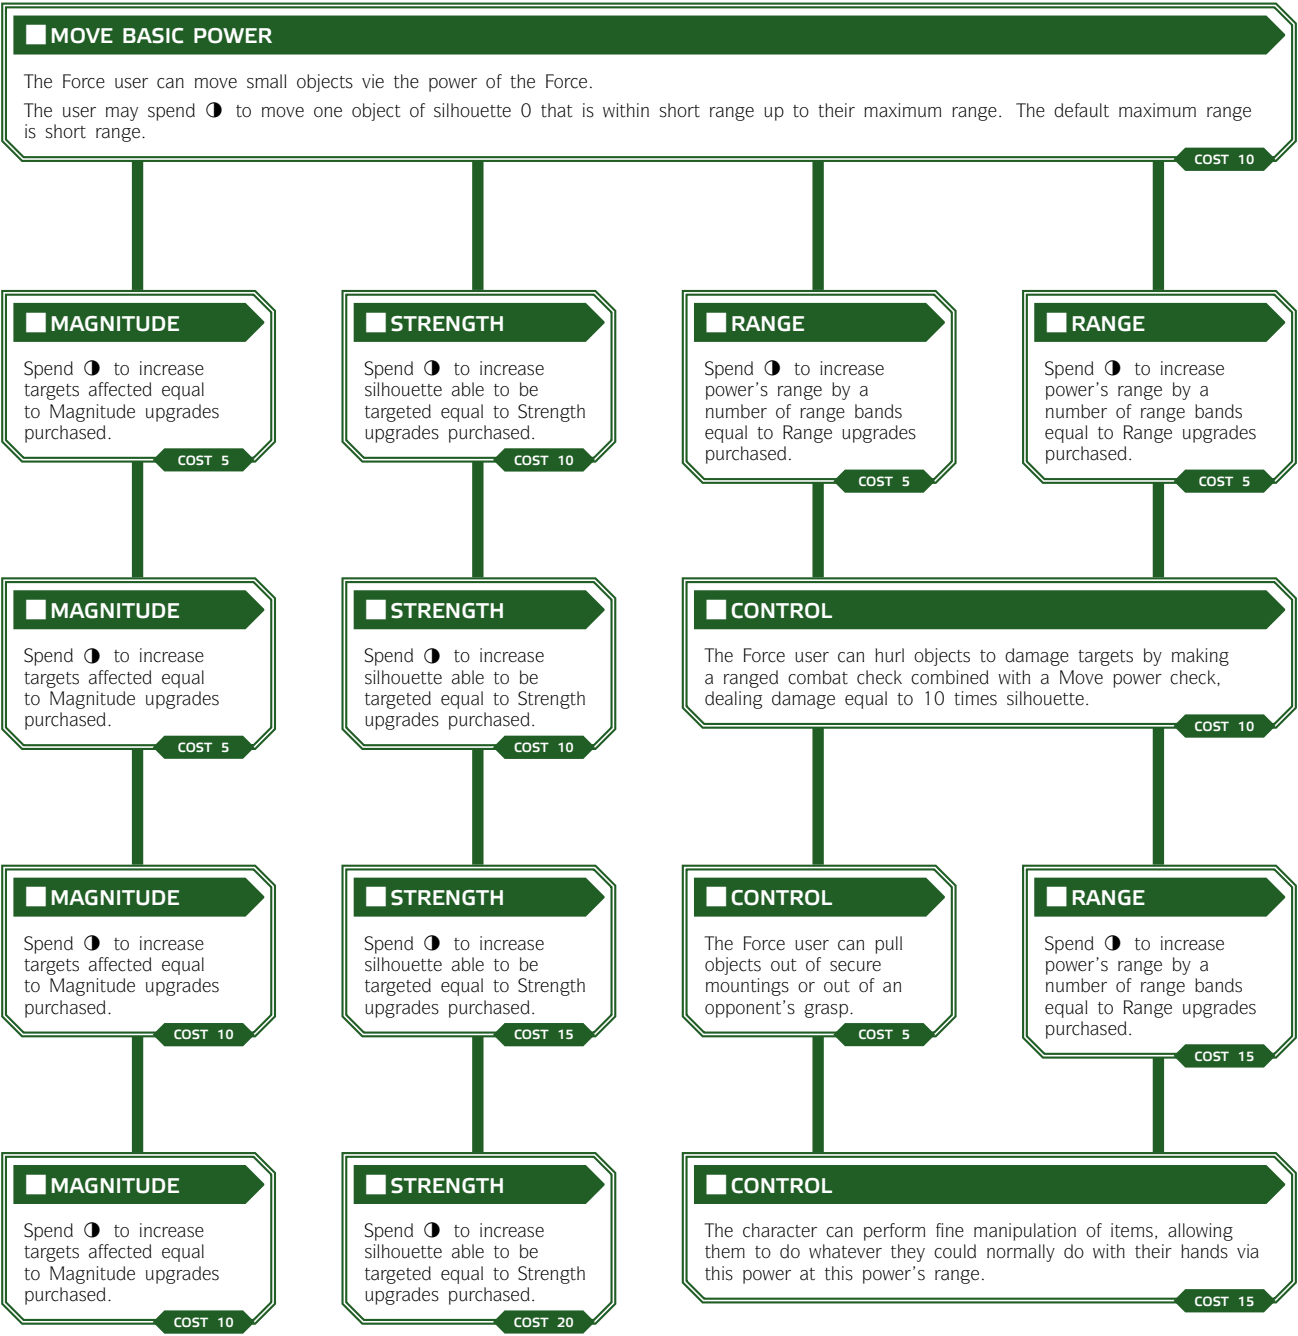 MOVE BASIC POWER
The Force user can move small objects vie the power of the Force.
The user may spend ◑ to move one object of silhouette 0 that is within short range up to their maximum range. The default maximum range
is short range.
COST 10
MAGNITUDE
Spend ◑ to increase
targets affected equal
to Magnitude upgrades
purchased.
COST 5
STRENGTH
Spend ◑ to increase
silhouette able to be
targeted equal to Strength
upgrades purchased.
COST 10
RANGE
Spend ◑ to increase
power's range by a
number of range bands
equal to Range upgrades
purchased.
COST 5
RANGE
Spend ◑ to increase
power's range by a
number of range bands
equal to Range upgrades
purchased.
COST 5
MAGNITUDE
Spend ◑ to increase
targets affected equal
to Magnitude upgrades
purchased.
COST 5
STRENGTH
Spend ◑ to increase
silhouette able to be
targeted equal to Strength
upgrades purchased.
COST 10
CONTROL
The Force user can hurl objects to damage targets by making
a ranged combat check combined with a Move power check,
dealing damage equal to 10 times silhouette.
COST 10
MAGNITUDE
Spend ◑ to increase
targets affected equal
to Magnitude upgrades
purchased.
COST 10
STRENGTH
Spend ◑ to increase
silhouette able to be
targeted equal to Strength
upgrades purchased.
COST 15
CONTROL
The Force user can pull
objects out of secure
mountings or out of an
opponent's grasp.
COST 5
RANGE
Spend ◑ to increase
power's range by a
number of range bands
equal to Range upgrades
purchased.
COST 15
MAGNITUDE
Spend ◑ to increase
targets affected equal
to Magnitude upgrades
purchased.
COST 10
STRENGTH
Spend ◑ to increase
silhouette able to be
targeted equal to Strength
upgrades purchased.
COST 20
CONTROL
The character can perform fine manipulation of items, allowing
them to do whatever they could normally do with their hands via
this power at this power's range.
COST 15